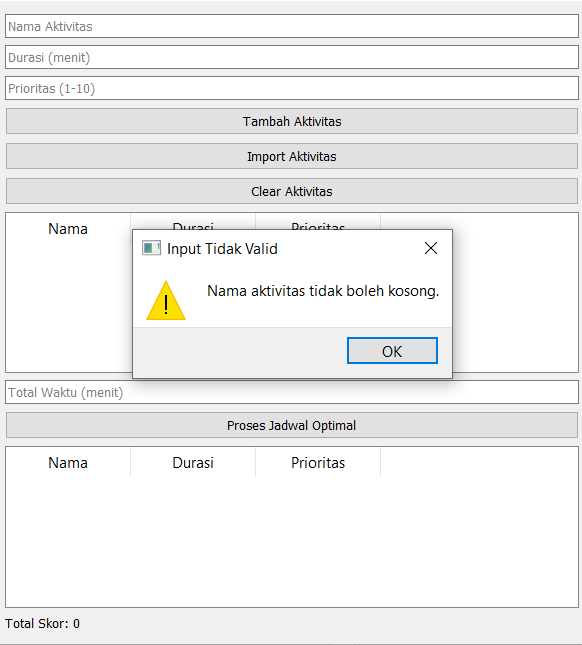 Nama Aktivitas
Durasi (menit)
Prioritas (1-10)
Tambah Aktivitas
Import Aktivitas
Clear Aktivitas
Nama Durasi Prioritas
Input Tidak Valid
Nama aktivitas tidak boleh kosong.
OK
Total Waktu (menit)
Proses Jadwal Optimal
Nama Durasi Prioritas
Total Skor: 0